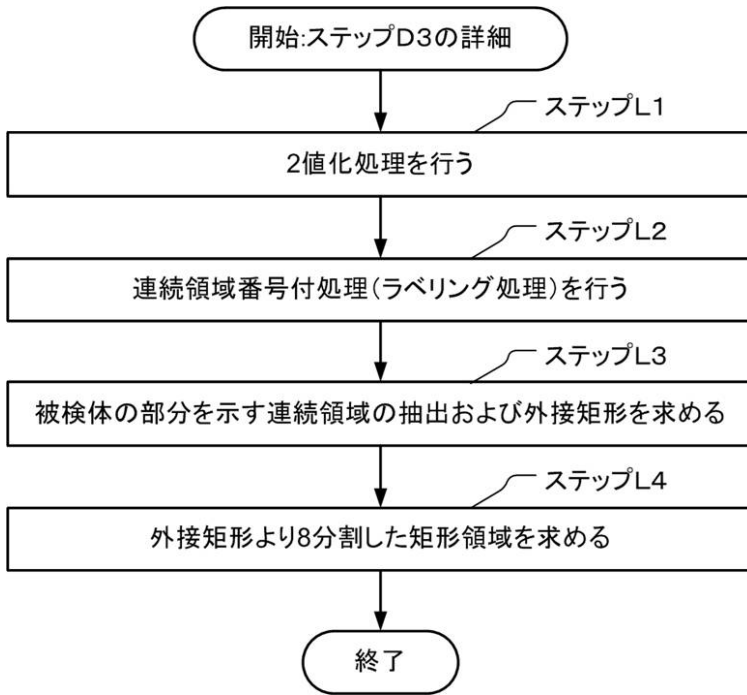 開始:ステップD3の詳細
ステップL1
2値化処理を行う
ステップL2
連続領域番号付処理(ラベリング処理)を行う
ステップL3
被検体の部分を示す連続領域の抽出および外接矩形を求める
ステップL4
外接矩形より8分割した矩形領域を求める
終了